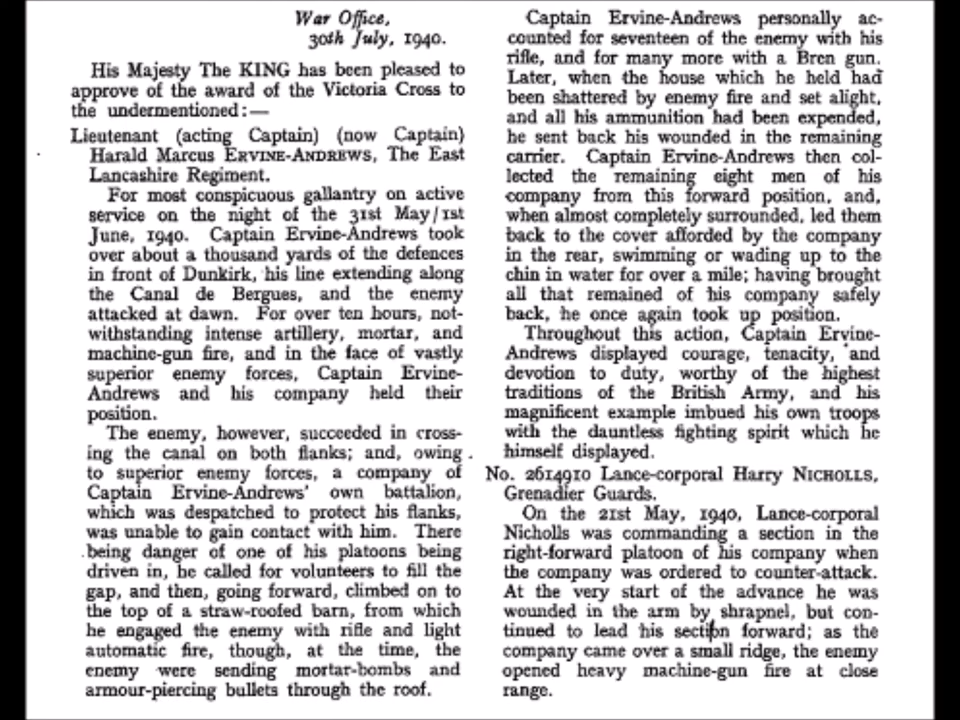 War Office,
30th July, 1940.
His Majesty The KING has been pleased to
approve of the award of the Victoria Cross to
the undermentioned:—
Lieutenant (acting Captain) (now Captain)
Harald Marcus ERVINE-ANDREWS, The East
Lancashire Regiment.
For most conspicuous gallantry on active
service on the night of the 31st May/1st
June, 1940. Captain Ervine-Andrews took
over about a thousand yards of the defences
in front of Dunkirk, his line extending along
the Canal de Bergues, and the enemy
attacked at dawn. For over ten hours, not-
withstanding intense artillery, mortar, and
machine-gun fire, and in the face of vastly
superior enemy forces, Captain Ervine-
Andrews and his company held their
position.
The enemy, however, succeeded in cross-
ing the canal on both flanks; and, owing
to superior enemy forces, a company of
Captain Ervine-Andrews' own battalion,
which was despatched to protect his flanks,
was unable to gain contact with him. There
being danger of one of his platoons being
driven in, he called for volunteers to fill the
gap, and then, going forward, climbed on to
the top of a straw-roofed barn, from which
he engaged the enemy with rifle and light
automatic fire, though, at the time, the
enemy were sending mortar-bombs and
armour-piercing bullets through the roof.
Captain Ervine-Andrews personally ac-
counted for seventeen of the enemy with his
rifle, and for many more with a Bren gun.
Later, when the house which he held had
been shattered by enemy fire and set alight,
and all his ammunition had been expended,
he sent back his wounded in the remaining
carrier. Captain Ervine-Andrews then col-
lected the remaining eight men of his
company from this forward position, and,
when almost completely surrounded, led them
back to the cover afforded by the company
in the rear, swimming or wading up to the
chin in water for over a mile; having brought
all that remained of his company safely
back, he once again took up position.
Throughout this action, Captain Ervine-
Andrews displayed courage, tenacity, and
devotion to duty, worthy of the highest
traditions of the British Army, and his
magnificent example imbued his own troops
with the dauntless fighting spirit which he
himself displayed.
No. 2614910 Lance-corporal Harry NICHOLLS,
Grenadier Guards.
On the 21st May, 1940, Lance-corporal
Nicholls was commanding a section in the
right-forward platoon of his company when
the company was ordered to counter-attack.
At the very start of the advance he was
wounded in the arm by shrapnel, but con-
tinued to lead his section forward; as the
company came over a small ridge, the enemy
opened heavy machine-gun fire at close
range.